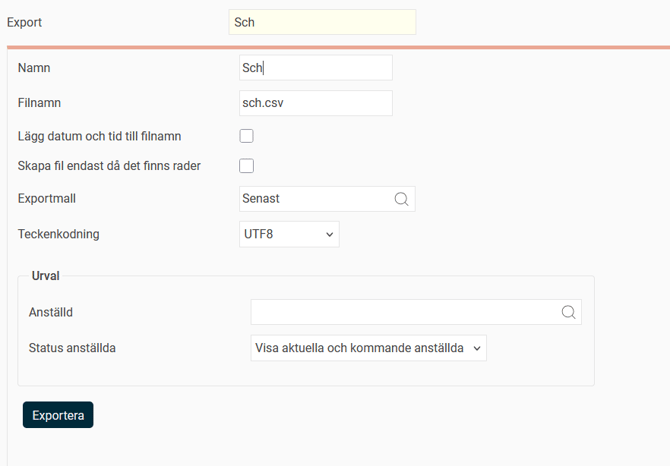 Export Sch
Namn Sch
Filnamn sch.csv
Lägg datum och tid till filnamn
Skapa fil endast då det finns rader
Exportmall Senast
Teckenkodning UTF8
Urval
Anställd
Status anställda Visa aktuella och kommande anställda
Exportera